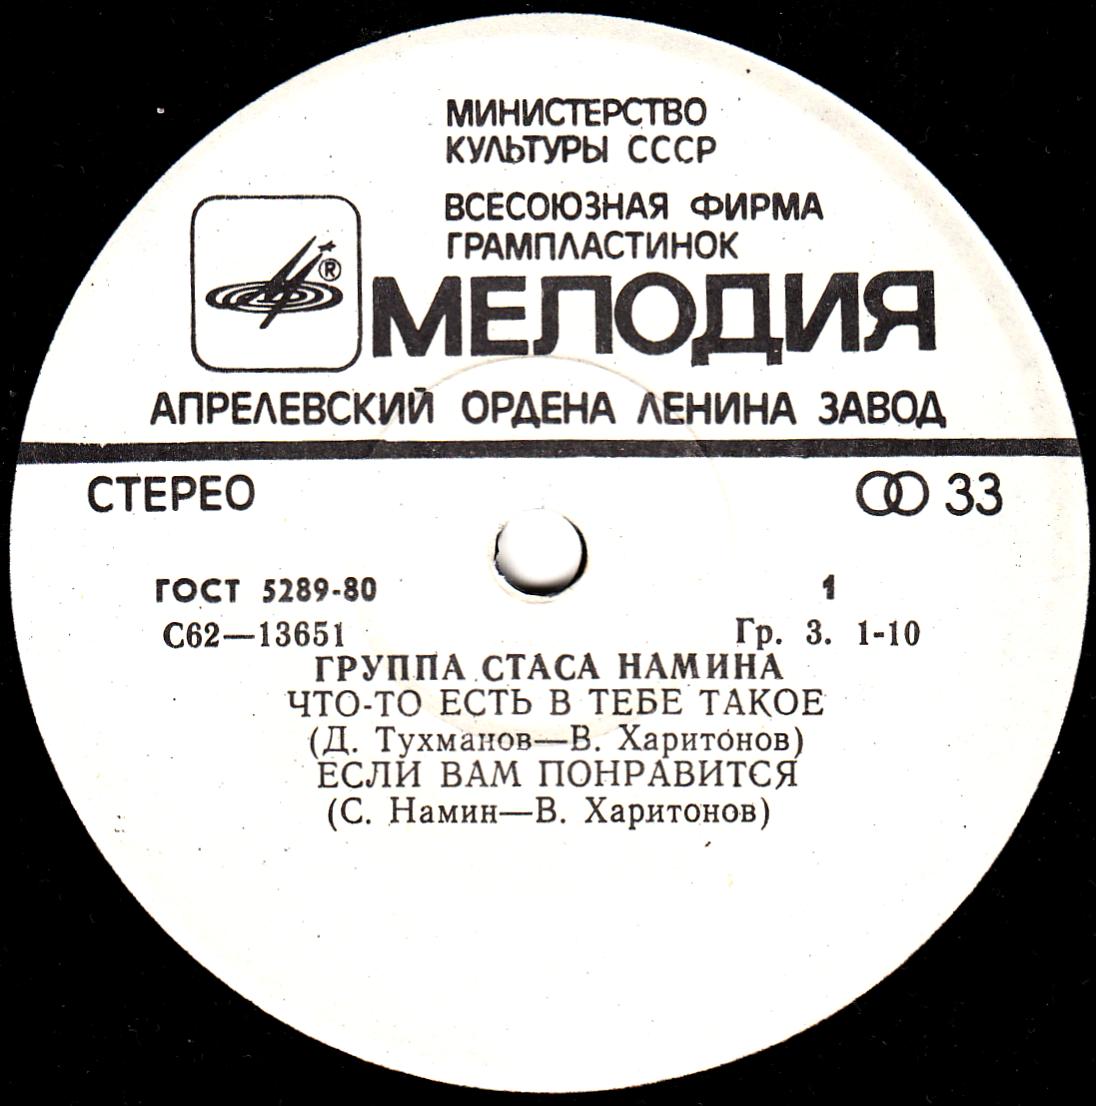 МИНИСТЕРСТВО
КУЛЬТУРЫ СССР
ВСЕСОЮЗНАЯ ФИРМА
ГРАМПЛАСТИНОК
®
МЕЛОДИЯ
АПРЕЛЕВСКИЙ ОРДЕНА ЛЕНИНА ЗАВОД
СТЕРЕО 33
ГОСТ 5289-80 1
С62—13651 Гр. 3. 1-10
ГРУППА СТАСА НАМИНА
ЧТО-ТО ЕСТЬ В ТЕБЕ ТАКОЕ
(Д. Тухманов—В. Харитонов)
ЕСЛИ ВАМ ПОНРАВИТСЯ
(С. Намин—В. Харитонов)